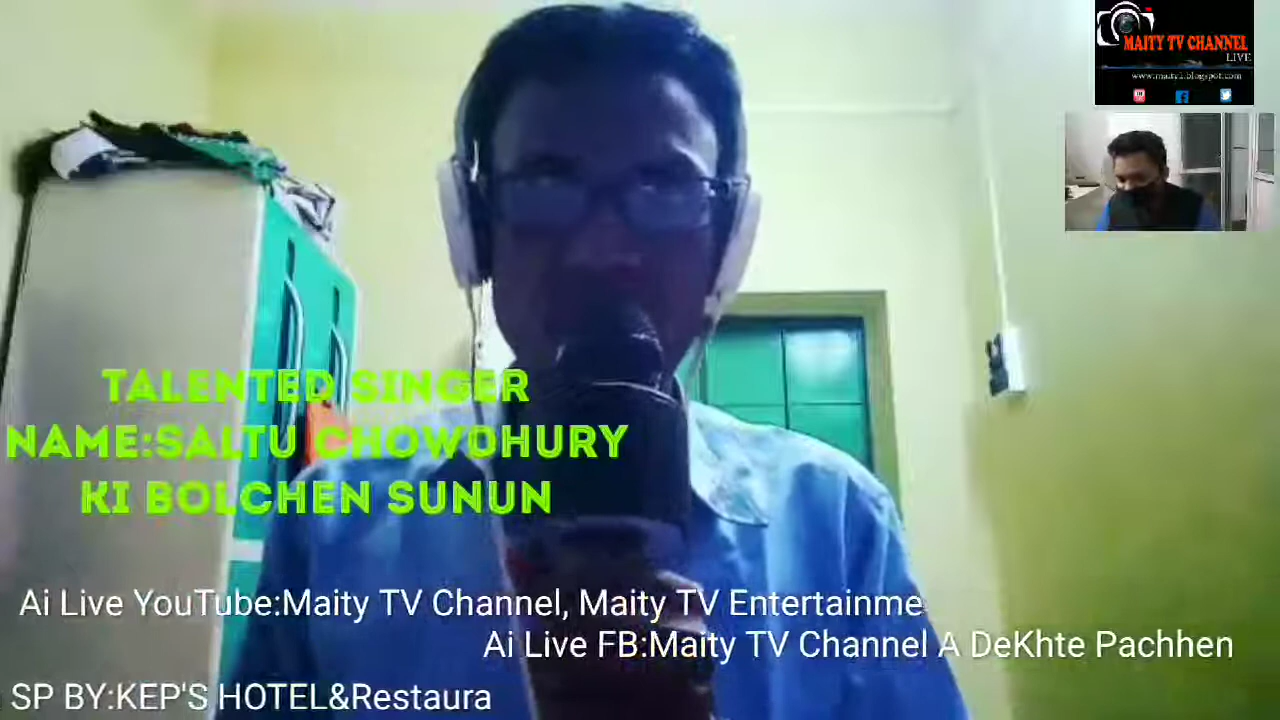 MAITY TV CHANNEL
LIVE
TALENTED SINGER
NAME:SALTU CHOWDHURY
KI BOLCHEN SUNUN
Ai Live YouTube:Maity TV Channel, Maity TV Entertainme
Ai Live FB:Maity TV Channel A DeKhte Pachhen
SP BY:KEP'S HOTEL&Restaura